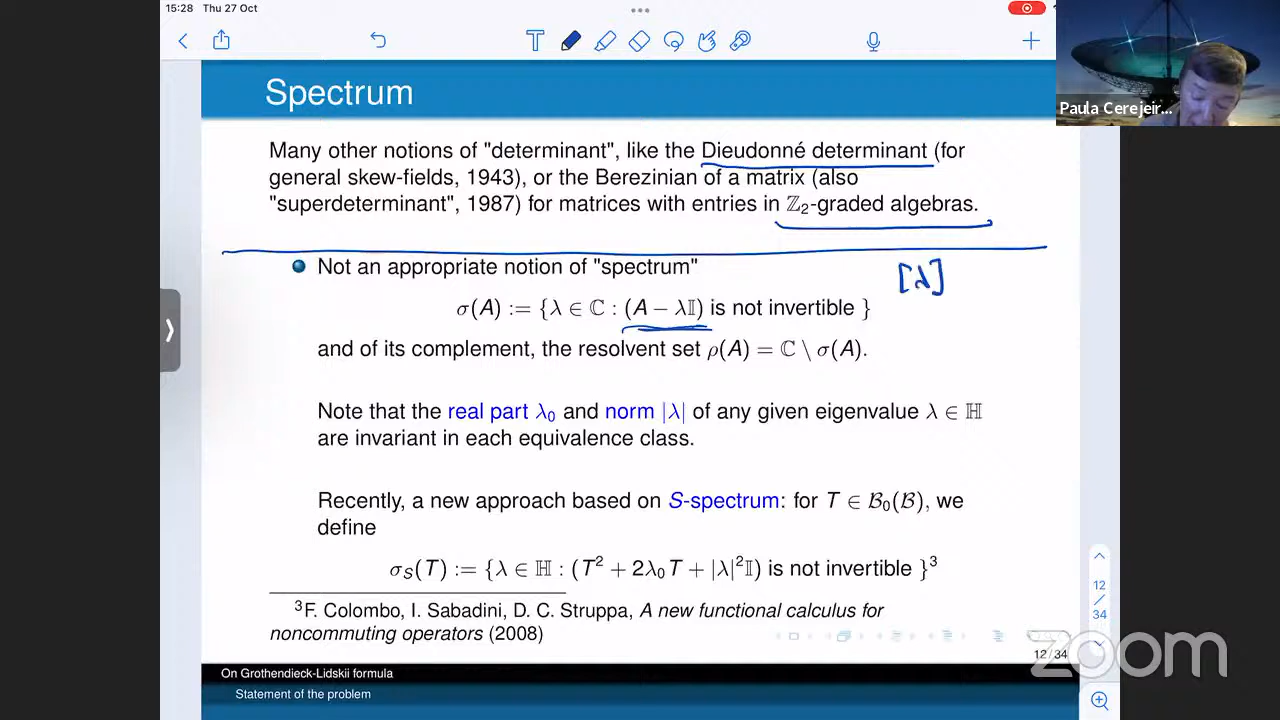 15:28 Thu 27 Oct
Paula Cerejeir...
Spectrum
Many other notions of "determinant", like the Dieudonné determinant (for
general skew-fields, 1943), or the Berezinian of a matrix (also
"superdeterminant", 1987) for matrices with entries in ℤ₂-graded algebras.
Not an appropriate notion of "spectrum"
[λ]
σ(A) := {λ ∈ ℂ : (A − λ𝕀) is not invertible }
and of its complement, the resolvent set ρ(A) = ℂ \ σ(A).
Note that the real part λ₀ and norm |λ| of any given eigenvalue λ ∈ ℍ
are invariant in each equivalence class.
Recently, a new approach based on S-spectrum: for T ∈ 𝓑₀(𝓑), we
define
σ_S(T) := {λ ∈ ℍ : (T² + 2λ₀T + |λ|²𝕀) is not invertible }³
³F. Colombo, I. Sabadini, D. C. Struppa, A new functional calculus for
noncommuting operators (2008)
12/34
On Grothendieck-Lidskii formula
Statement of the problem
12
/
34
zoom